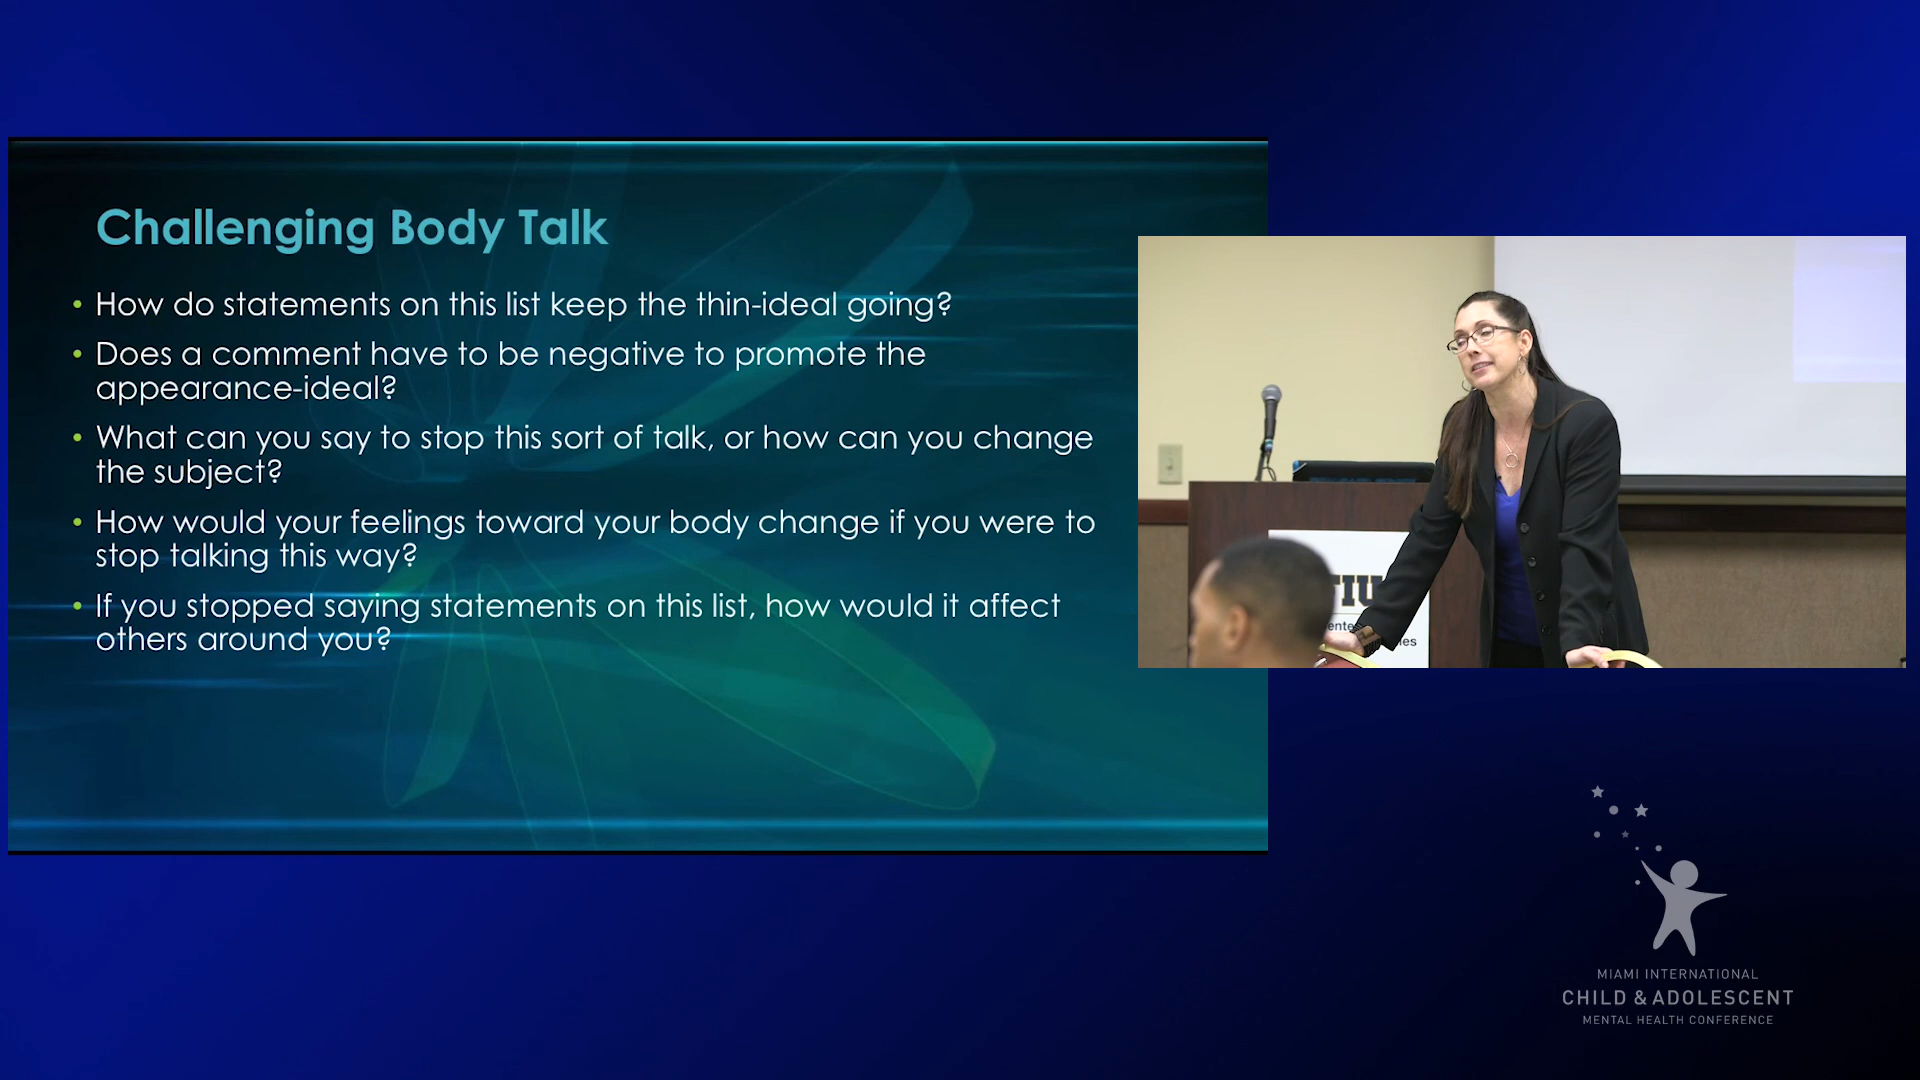 Challenging Body Talk
• How do statements on this list keep the thin-ideal going?
• Does a comment have to be negative to promote the
appearance-ideal?
• What can you say to stop this sort of talk, or how can you change
the subject?
• How would your feelings toward your body change if you were to
stop talking this way?
• If you stopped saying statements on this list, how would it affect
others around you?
MIAMI INTERNATIONAL
CHILD & ADOLESCENT
MENTAL HEALTH CONFERENCE